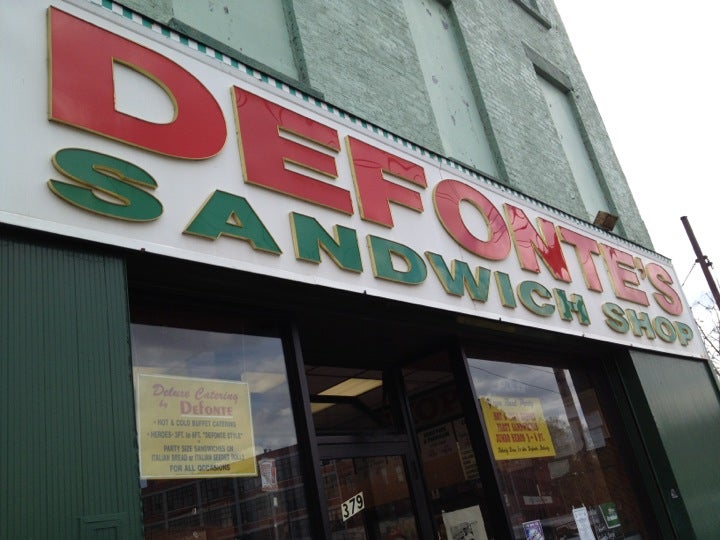 DEFONTE'S
SANDWICH SHOP
Deluxe Catering
by Defonte
• HOT & COLD BUFFET CATERING
• HEROES- 3FT. to 6FT. "DEFONTE STYLE"
•
PARTY SIZE SANDWICHES ON
ITALIAN BREAD or ITALIAN SEEDED ROLLS
FOR ALL OCCASIONS
379